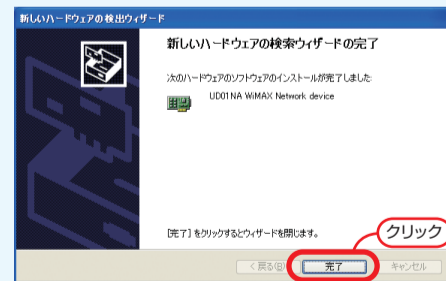 新しいハードウェアの検出ウィザード
新しいハードウェアの検索ウィザードの完了
次のハードウェアのソフトウェアのインストールが完了しました:
UD01NA WiMAX Network device
[完了] をクリックするとウィザードを閉じます。
クリック
< 戻る(B)
完了
キャンセル